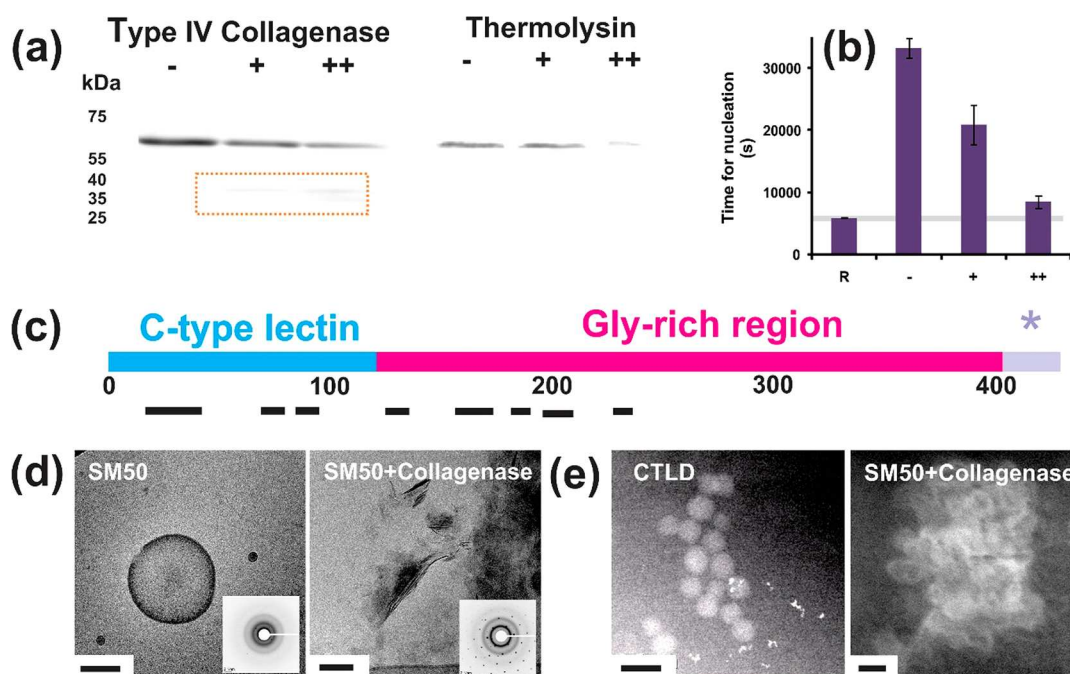 (a)
Type IV Collagenase
Thermolysin
- + ++
- + ++
kDa
75
55
40
35
25
(b)
Time for nucleation
(s)
30000
20000
10000
0
R - + ++
(c)
C-type lectin
Gly-rich region
*
0 100 200 300 400
(d)
SM50
SM50+Collagenase
(e)
CTLD
SM50+Collagenase